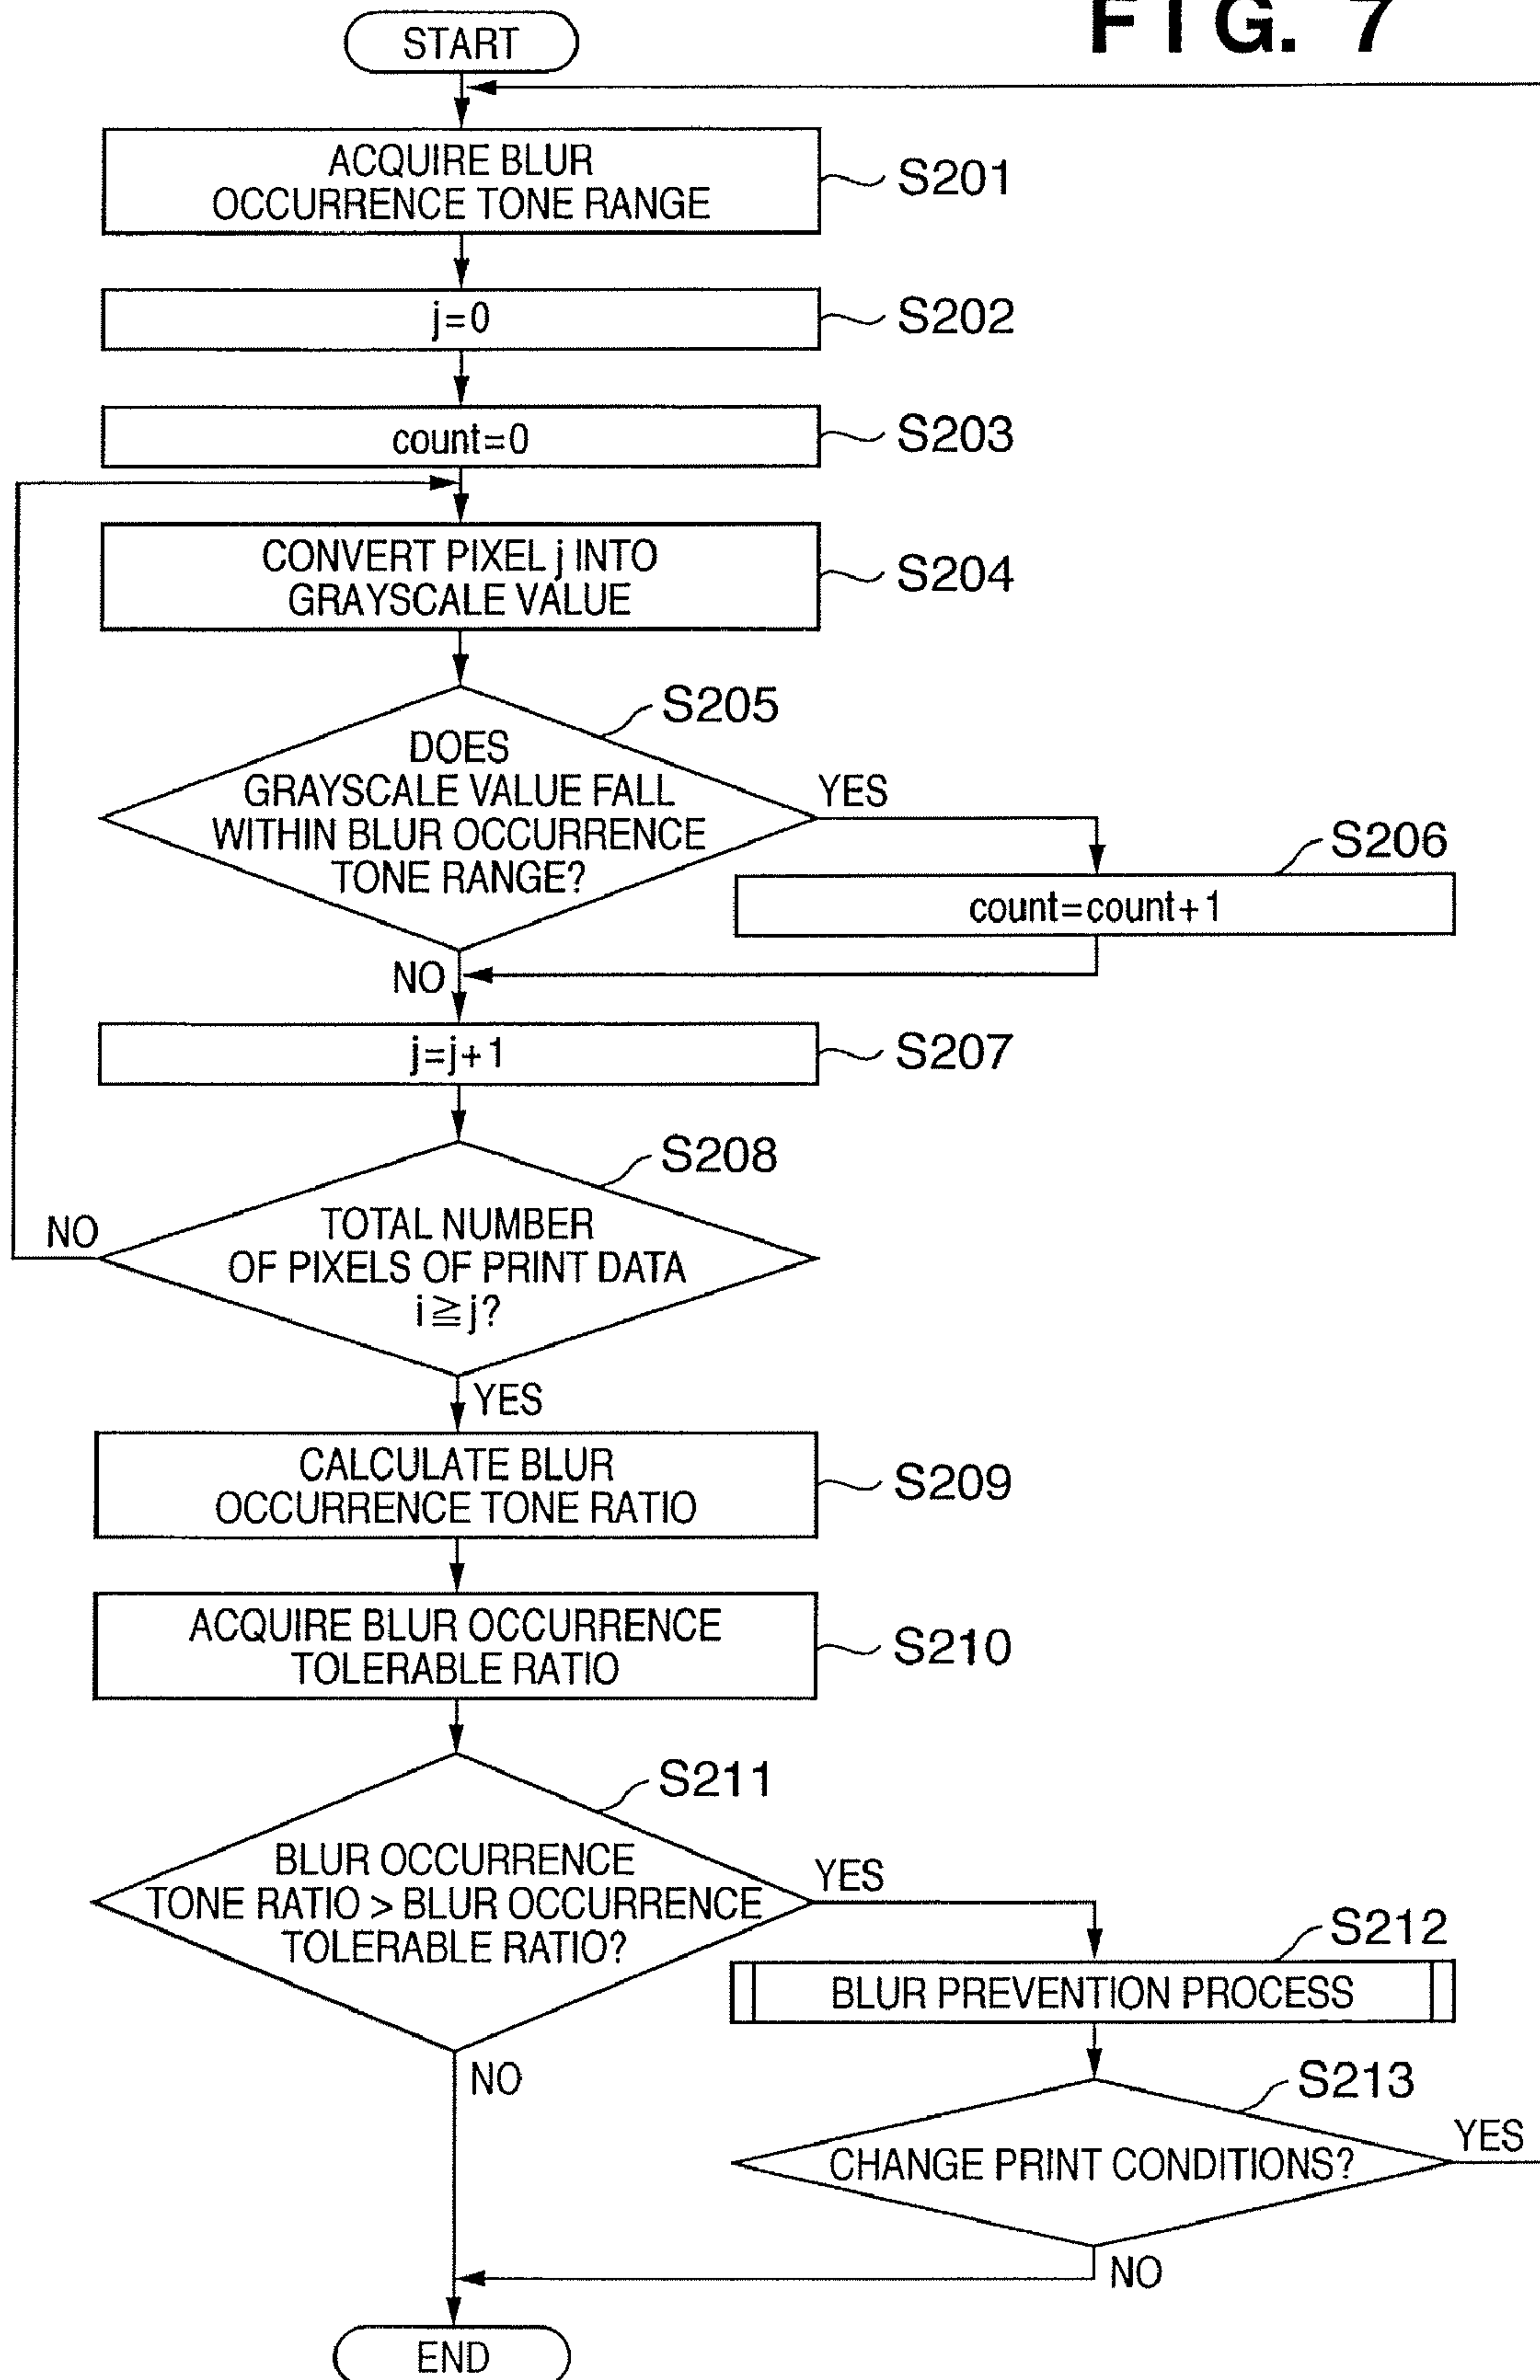 FIG. 7
START
ACQUIRE BLUR
OCCURRENCE TONE RANGE
S201
j=0
S202
count=0
S203
CONVERT PIXEL j INTO
GRAYSCALE VALUE
S204
S205
DOES
GRAYSCALE VALUE FALL
WITHIN BLUR OCCURRENCE
TONE RANGE?
YES
S206
count=count+1
NO
j=j+1
S207
S208
TOTAL NUMBER
OF PIXELS OF PRINT DATA
i≧j?
NO
YES
CALCULATE BLUR
OCCURRENCE TONE RATIO
S209
ACQUIRE BLUR OCCURRENCE
TOLERABLE RATIO
S210
S211
BLUR OCCURRENCE
TONE RATIO > BLUR OCCURRENCE
TOLERABLE RATIO?
YES
S212
BLUR PREVENTION PROCESS
NO
S213
CHANGE PRINT CONDITIONS?
YES
NO
END